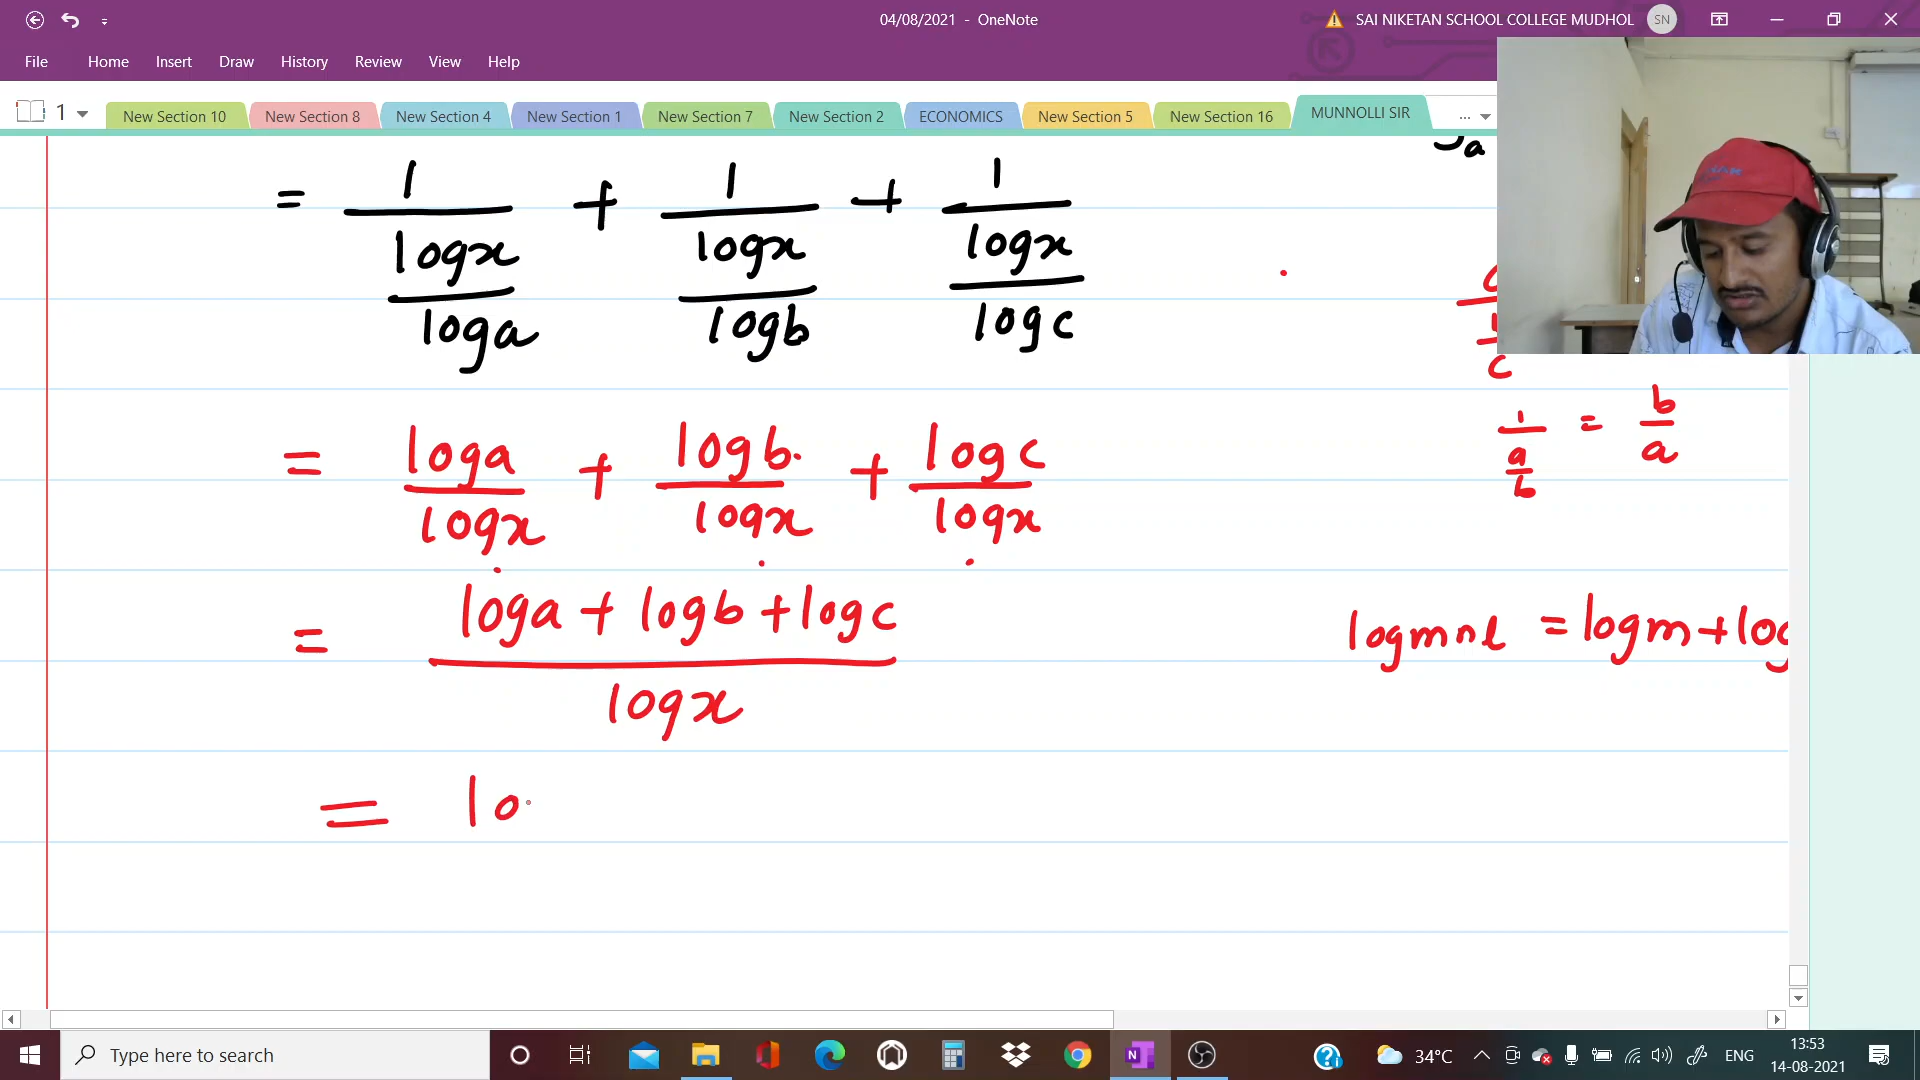 04/08/2021 - OneNote
SAI NIKETAN SCHOOL COLLEGE MUDHOL SN
File Home Insert Draw History Review View Help
1 New Section 10 New Section 8 New Section 4 New Section 1 New Section 7 New Section 2 ECONOMICS New Section 5 New Section 16 MUNNOLLI SIR ...
a
= 1/(logx/loga) + 1/(logx/logb) + 1/(logx/logc)
c
1/(a/b) = b/a
= loga/logx + logb/logx + logc/logx
= (loga + logb + logc)/logx
logmnl = logm + log
= lo
Type here to search
34°C ENG 13:53
14-08-2021